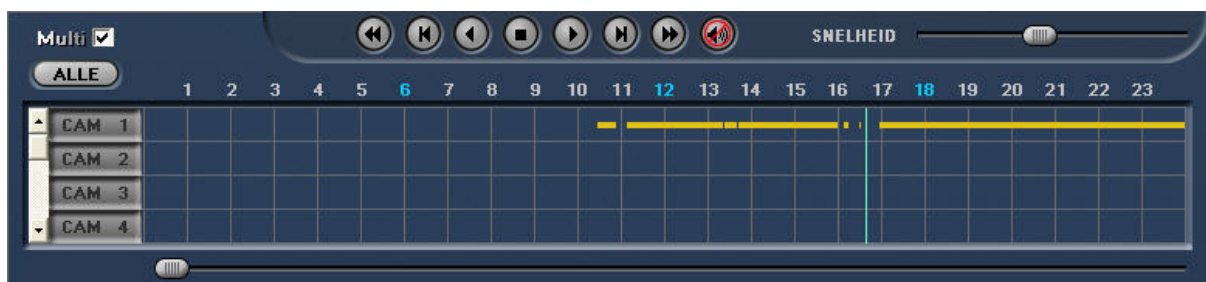 Multi
SNELHEID
ALLE
1 2 3 4 5 6 7 8 9 10 11 12 13 14 15 16 17 18 19 20 21 22 23
CAM 1
CAM 2
CAM 3
CAM 4